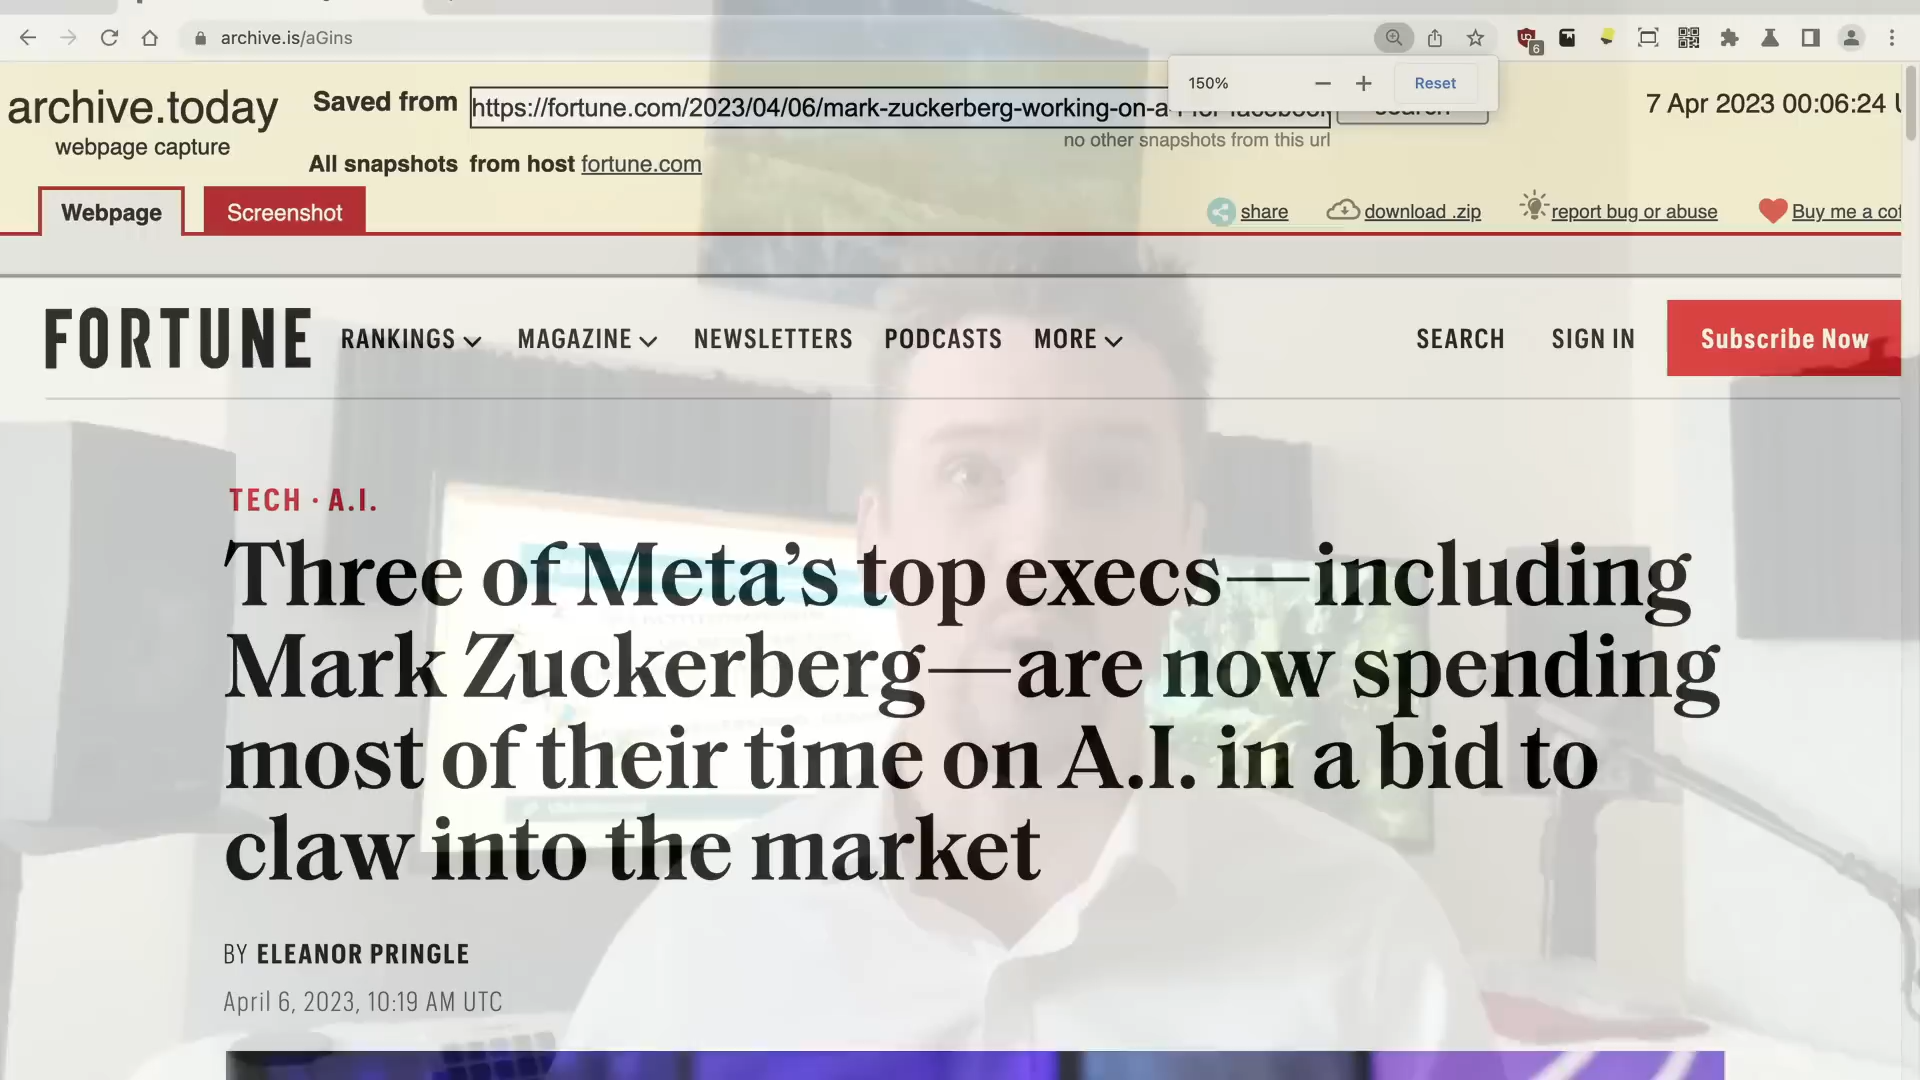 archive.is/aGins
6
150%
Reset
archive.today
webpage capture
Saved from
https://fortune.com/2023/04/06/mark-zuckerberg-working-on-a
no other snapshots from this url
7 Apr 2023 00:06:24
All snapshots from host fortune.com
Webpage
Screenshot
share
download .zip
report bug or abuse
Buy me a
FORTUNE
RANKINGS
MAGAZINE
NEWSLETTERS
PODCASTS
MORE
SEARCH
SIGN IN
Subscribe Now
TECH · A.I.
Three of Meta’s top execs—including
Mark Zuckerberg—are now spending
most of their time on A.I. in a bid to
claw into the market
BY ELEANOR PRINGLE
April 6, 2023, 10:19 AM UTC